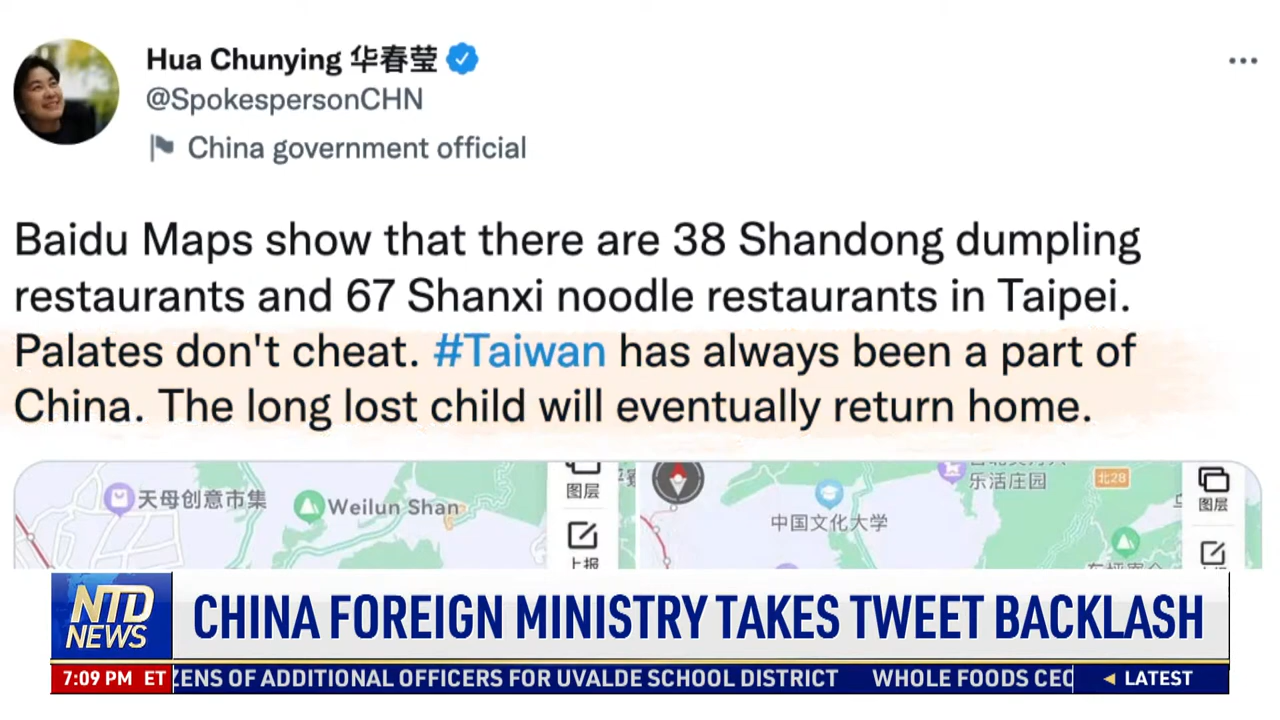 Hua Chunying 华春莹
@SpokespersonCHN
China government official
Baidu Maps show that there are 38 Shandong dumpling
restaurants and 67 Shanxi noodle restaurants in Taipei.
Palates don't cheat. #Taiwan has always been a part of
China. The long lost child will eventually return home.
天母创意市集
Weilun Shan
图层
上报
中国文化大学
乐活庄园
北28
图层
NTD
NEWS
CHINA FOREIGN MINISTRY TAKES TWEET BACKLASH
7:09 PM ET
ZENS OF ADDITIONAL OFFICERS FOR UVALDE SCHOOL DISTRICT WHOLE FOODS CEO
LATEST